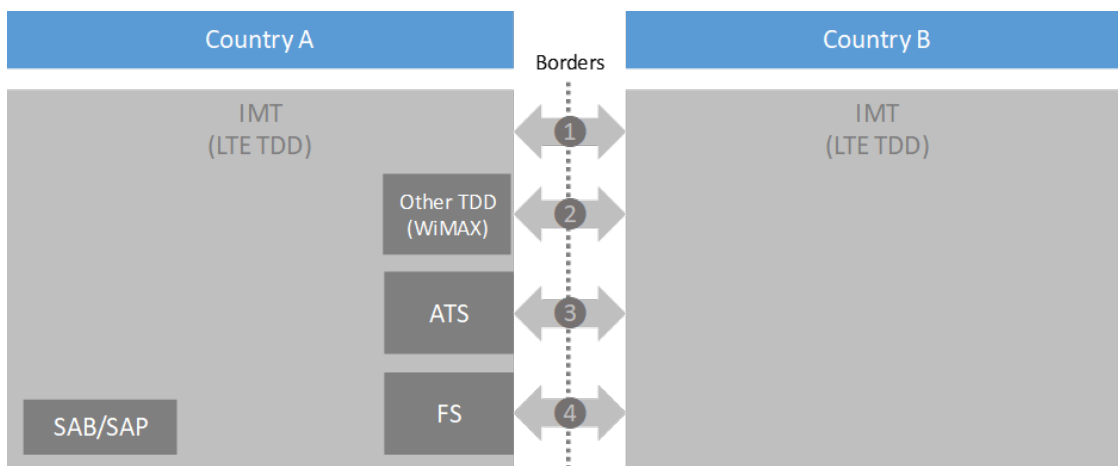 Country A
Borders
Country B
IMT
(LTE TDD)
1
IMT
(LTE TDD)
Other TDD
(WiMAX)
2
ATS
3
SAB/SAP
FS
4